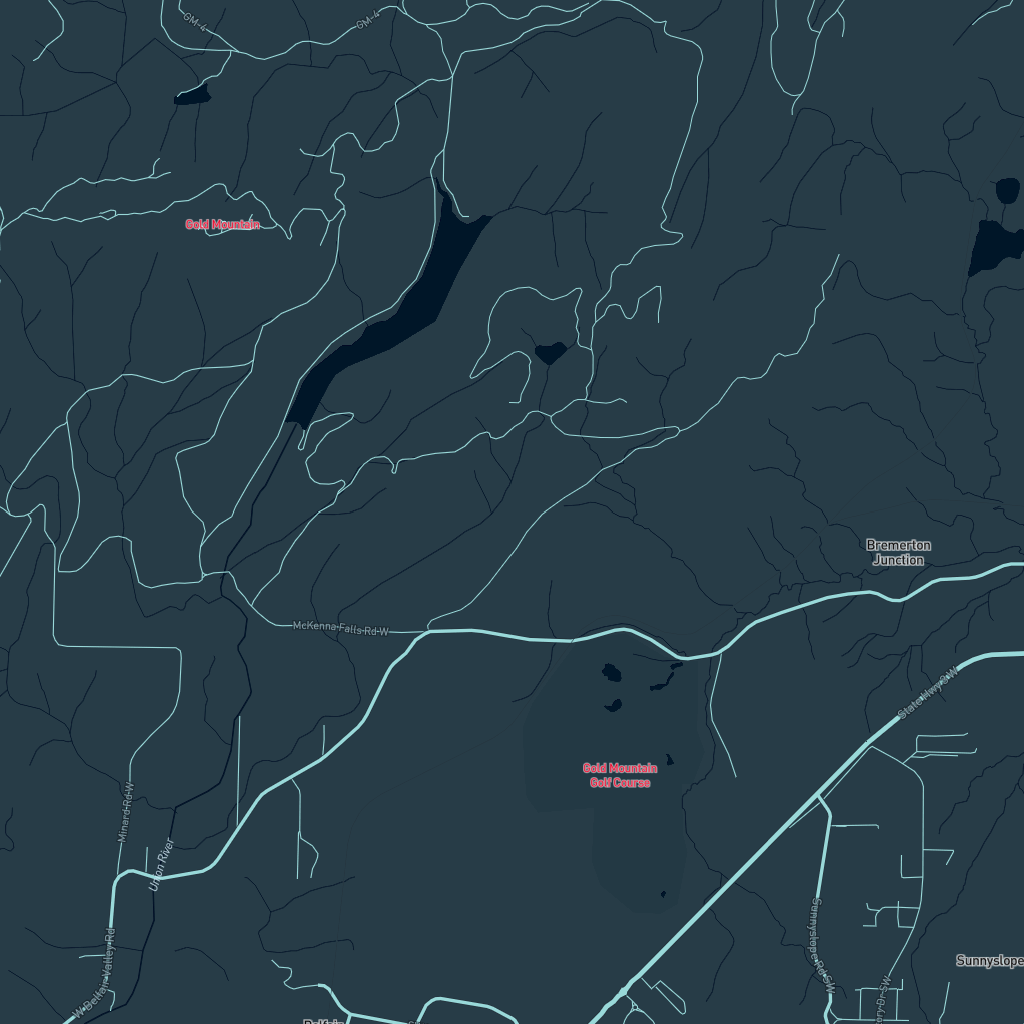 GM-4
GM-4
Gold Mountain
Bremerton
Junction
McKenna Falls Rd W
State Hwy 3 W
Gold Mountain
Golf Course
Minard Rd W
Union River
Sunnyslope Rd SW
W Belfair Valley Rd
Sunnyslope